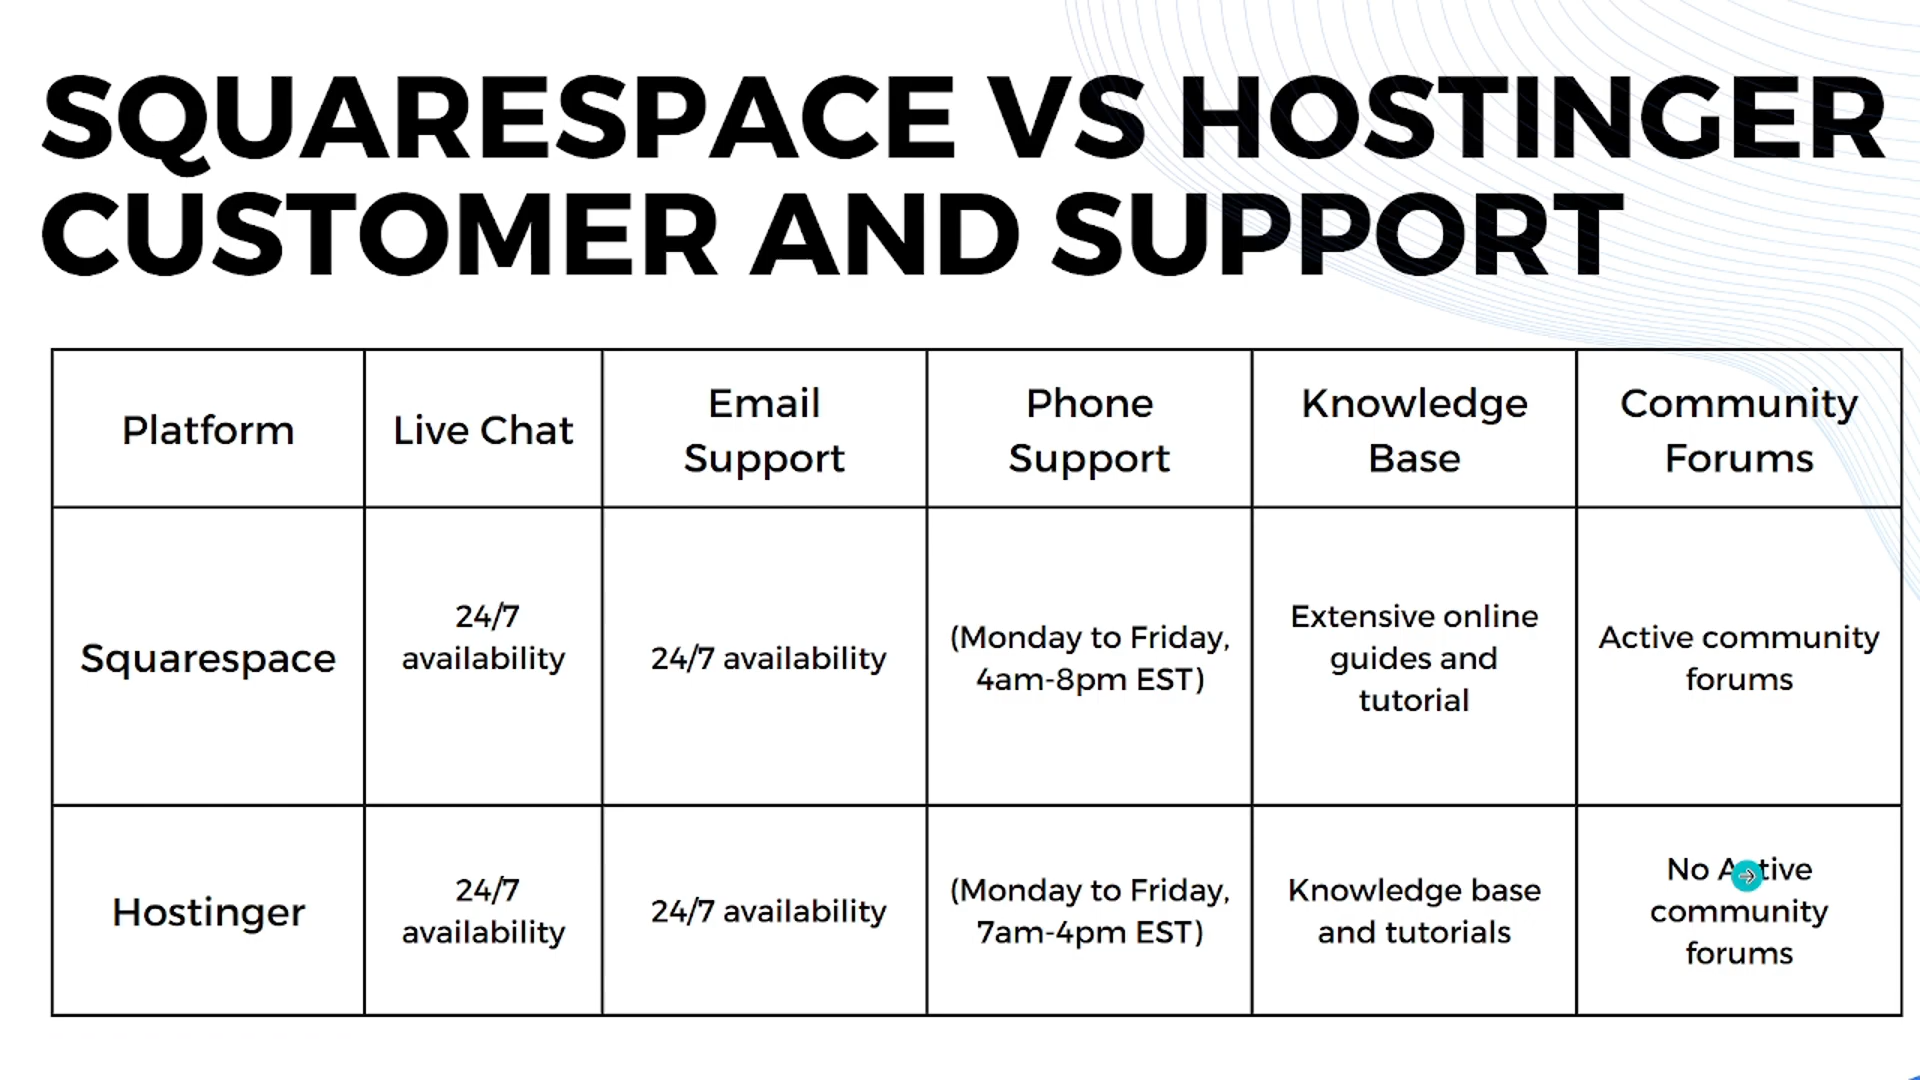 SQUARESPACE VS HOSTINGER
CUSTOMER AND SUPPORT
Platform
Live Chat
Email
Support
Phone
Support
Knowledge
Base
Community
Forums
Squarespace
24/7
availability
24/7 availability
(Monday to Friday,
4am-8pm EST)
Extensive online
guides and
tutorial
Active community
forums
Hostinger
24/7
availability
24/7 availability
(Monday to Friday,
7am-4pm EST)
Knowledge base
and tutorials
No Active
community
forums